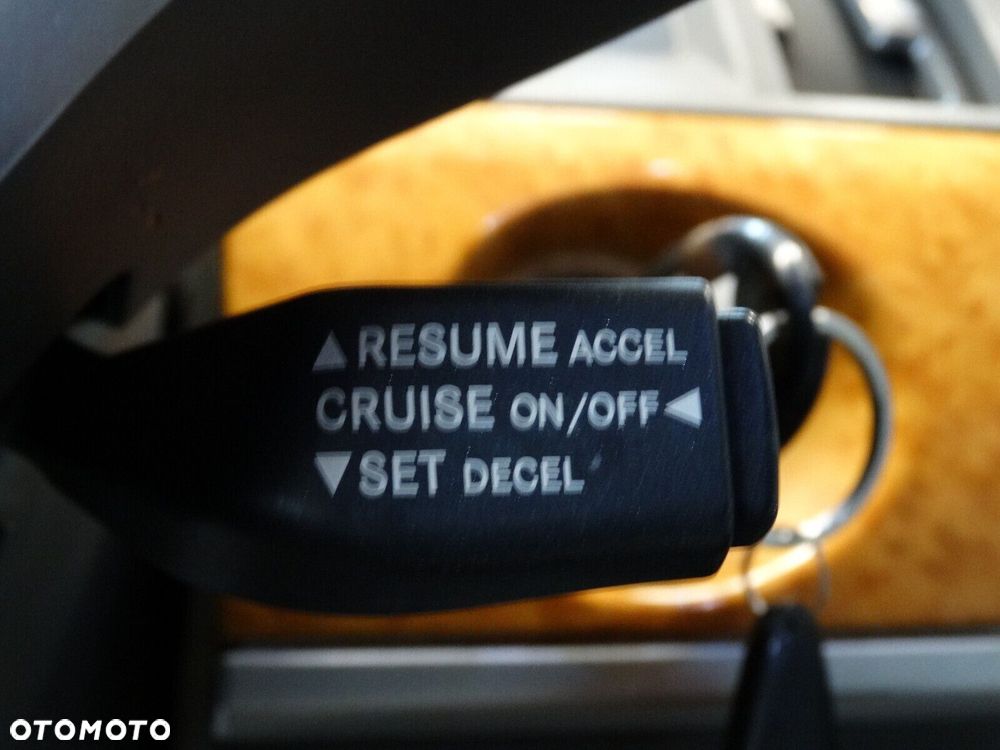 ▲RESUME ACCEL
CRUISE ON/OFF◀
▼SET DECEL
OTOMOTO